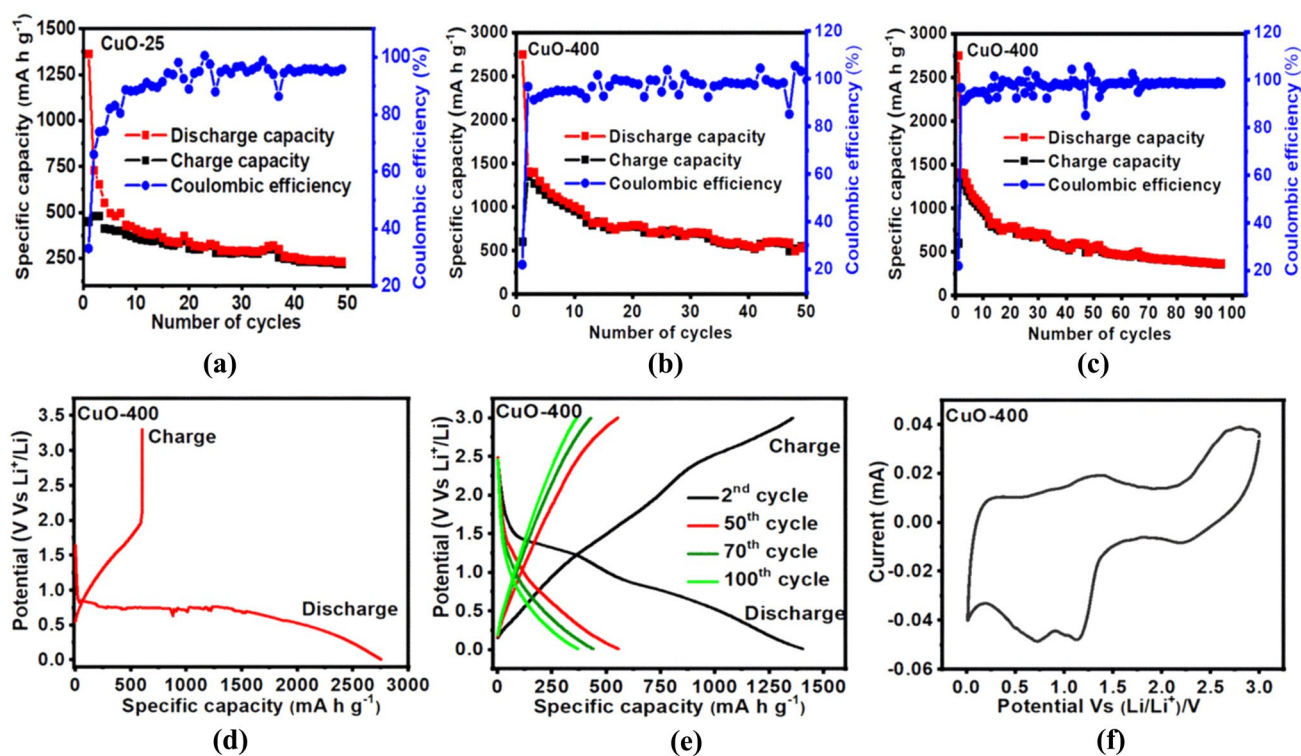 CuO-25
Specific capacity (mA h g⁻¹)
1500
1250
1000
750
500
250
Discharge capacity
Charge capacity
Coulombic efficiency
100
80
60
40
20
Coulombic efficiency (%)
0 10 20 30 40 50
Number of cycles
(a)
CuO-400
Specific capacity (mA h g⁻¹)
3000
2500
2000
1500
1000
500
0
Discharge capacity
Charge capacity
Coulombic efficiency
120
100
80
60
40
20
Coulombic efficiency (%)
0 10 20 30 40 50
Number of cycles
(b)
CuO-400
Specific capacity (mA h g⁻¹)
3000
2700
2400
2100
1800
1500
1200
900
600
300
0
Discharge capacity
Charge capacity
Coulombic efficiency
120
100
80
60
40
20
Coulombic efficiency (%)
0 10 20 30 40 50 60 70 80 90 100
Number of cycles
(c)
CuO-400
Potential (V Vs Li⁺/Li)
3.5
3.0
2.5
2.0
1.5
1.0
0.5
0.0
Charge
Discharge
0 500 1000 1500 2000 2500 3000
Specific capacity (mA h g⁻¹)
(d)
CuO-400
Potential (V Vs Li⁺/Li)
3.0
2.5
2.0
1.5
1.0
0.5
0.0
Charge
2ⁿᵈ cycle
50ᵗʰ cycle
70ᵗʰ cycle
100ᵗʰ cycle
Discharge
0 250 500 750 1000 1250 1500
Specific capacity (mA h g⁻¹)
(e)
CuO-400
Current (mA)
0.04
0.02
0.00
-0.02
-0.04
-0.06
0.0 0.5 1.0 1.5 2.0 2.5 3.0
Potential Vs (Li/Li⁺)/V
(f)